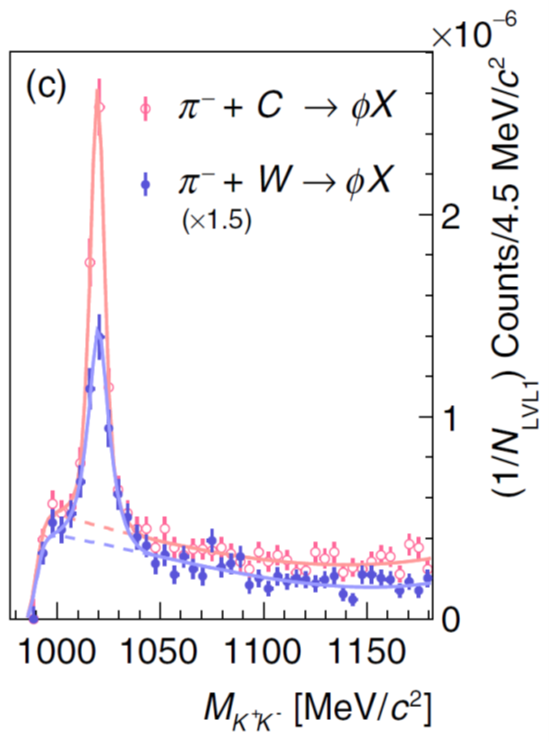 ×10⁻⁶
(c)
π⁻ + C → ϕX
π⁻ + W → ϕX
(×1.5)
2
1
0
(1/N_LVL1) Counts/4.5 MeV/c²
1000 1050 1100 1150
M_K⁺K⁻ [MeV/c²]